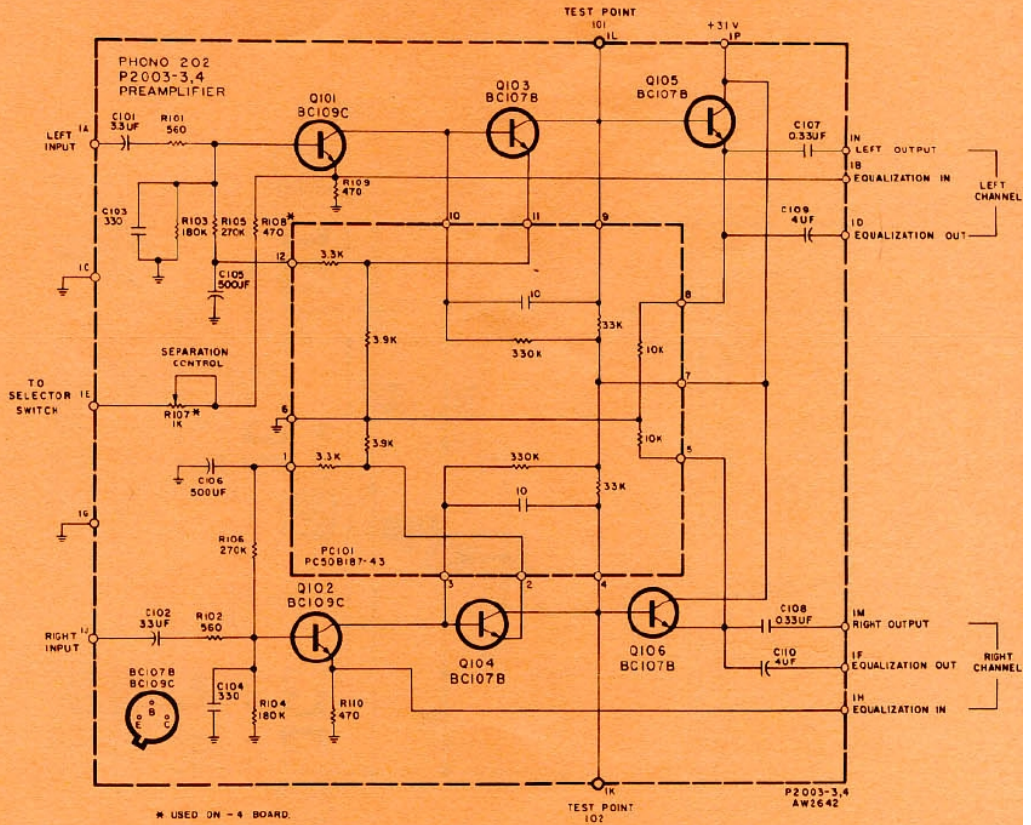 TEST POINT
101
1L
+31V
1P
PHONO 202
P2003-3,4
PREAMPLIFIER
Q101
BC109C
Q103
BC107B
Q105
BC107B
C101
33UF
R101
560
1A
LEFT
INPUT
C107
0.33UF
1N
LEFT OUTPUT
1B
EQUALIZATION IN
LEFT
CHANNEL
R109
470
C103
330
R103
180K
R105
270K
R108*
470
10
11
9
C109
4UF
1D
EQUALIZATION OUT
12
3.3K
1C
C105
500UF
10
8
33K
3.9K
330K
10K
SEPARATION
CONTROL
7
TO
SELECTOR
SWITCH
1E
R107*
1K
6
3.9K
10K
1
3.3K
330K
5
C106
500UF
33K
10
1G
R106
270K
PC101
PC50B187-43
3
2
4
Q102
BC109C
C102
33UF
R102
560
1J
RIGHT
INPUT
C108
0.33UF
1M
RIGHT OUTPUT
Q104
BC107B
Q106
BC107B
C110
4UF
1F
EQUALIZATION OUT
RIGHT
CHANNEL
BC107B
BC109C
B
E
C
C104
330
R104
180K
R110
470
1H
EQUALIZATION IN
1K
P2003-3,4
AW2642
* USED ON -4 BOARD.
TEST POINT
102